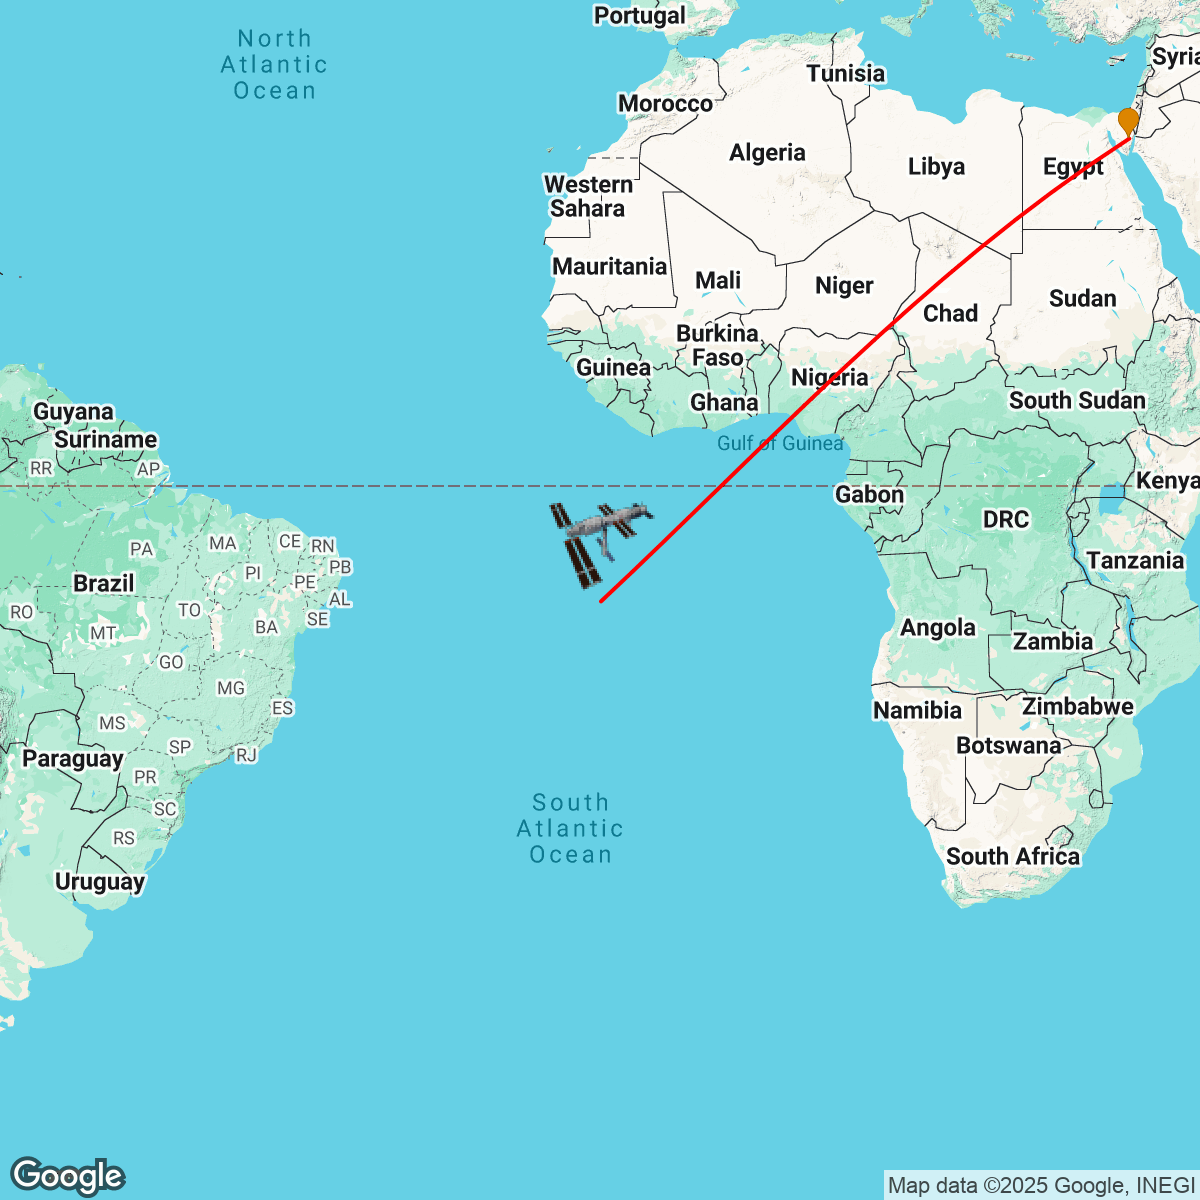 Portugal
North
Atlantic
Ocean
Syria
Tunisia
Morocco
Algeria
Libya
Egypt
Western
Sahara
Mauritania
Mali
Niger
Chad
Sudan
Burkina
Faso
Guinea
Nigeria
Ghana
South Sudan
Guyana
Suriname
Gulf of Guinea
RR
AP
Kenya
Gabon
DRC
PA
MA
CE
RN
PB
Tanzania
PI
PE
Brazil
AL
RO
TO
SE
BA
MT
Angola
Zambia
GO
MG
ES
Namibia
Zimbabwe
MS
SP
RJ
Botswana
Paraguay
PR
SC
South
Atlantic
Ocean
RS
South Africa
Uruguay
Google
Map data ©2025 Google, INEGI